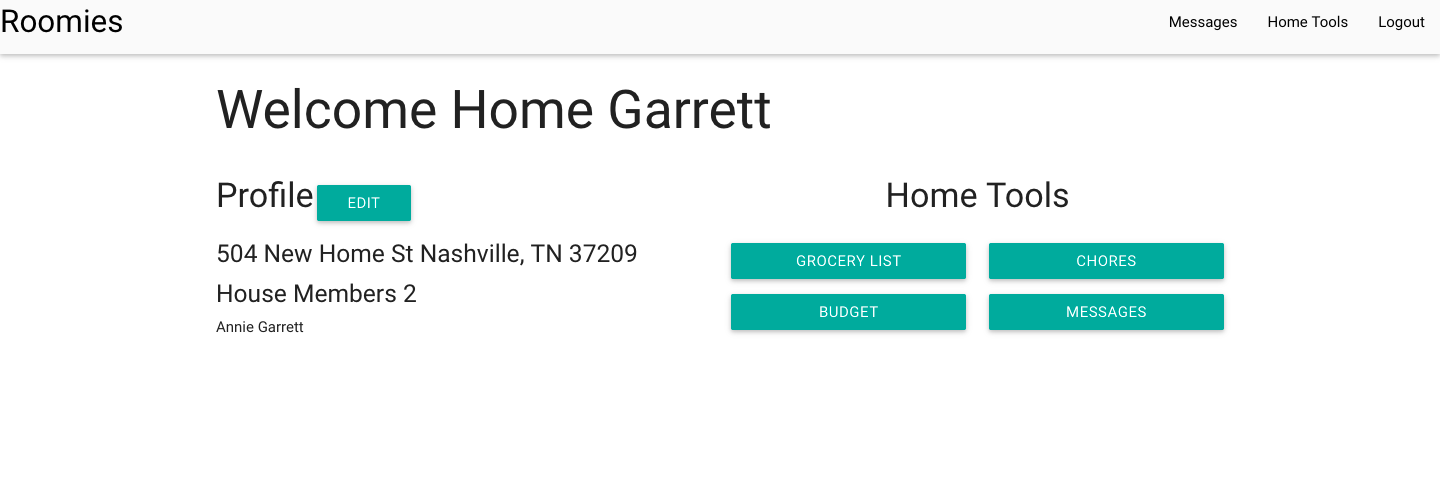 Roomies
Messages Home Tools Logout
Welcome Home Garrett
Profile EDIT
504 New Home St Nashville, TN 37209
House Members 2
Annie Garrett
Home Tools
GROCERY LIST CHORES
BUDGET MESSAGES